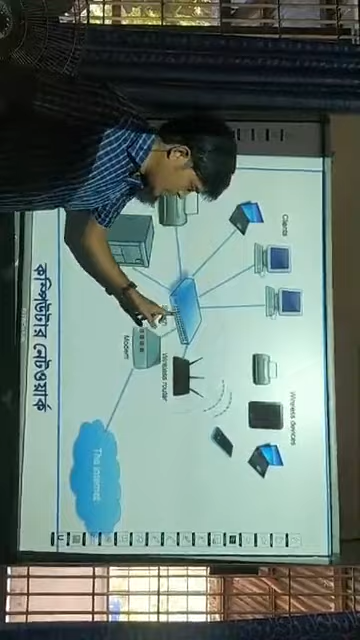 Clients
Wireless devices
Wireless router
Modem
The internet
কম্পিউটার নেটওয়ার্ক